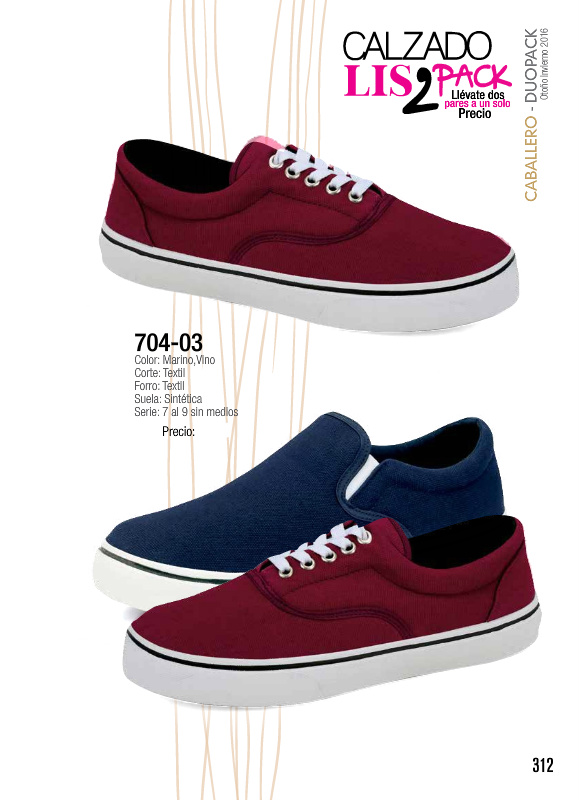 CALZADO
LIS 2 PACK
Llévate dos
pares a un solo
Precio
CABALLERO - DUOPACK
Otoño Invierno 2016
704-03
Color: Marino,Vino
Corte: Textil
Forro: Textil
Suela: Sintética
Serie: 7 al 9 sin medios
Precio:
312